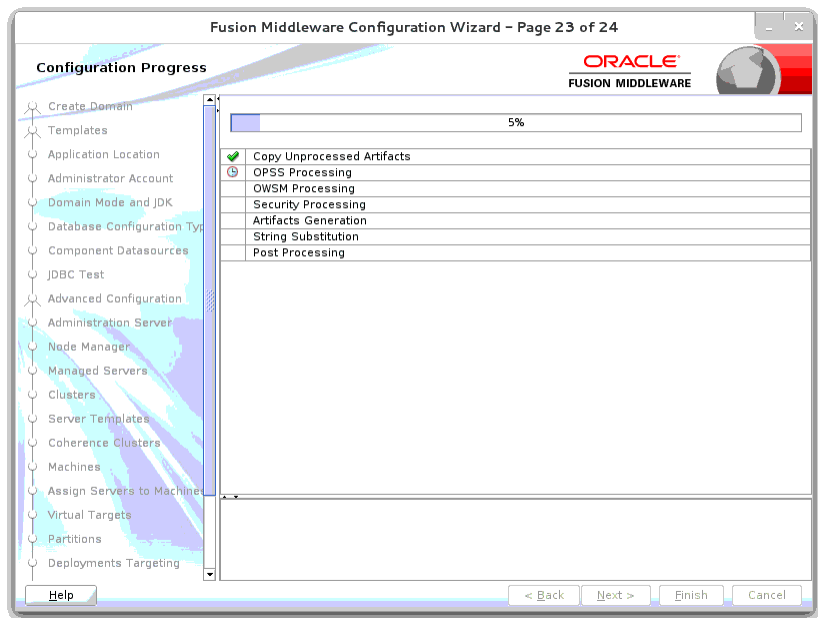 Fusion Middleware Configuration Wizard – Page 23 of 24
Configuration Progress
ORACLE
FUSION MIDDLEWARE
Create Domain
Templates
Application Location
Administrator Account
Domain Mode and JDK
Database Configuration Typ
Component Datasources
JDBC Test
Advanced Configuration
Administration Server
Node Manager
Managed Servers
Clusters
Server Templates
Coherence Clusters
Machines
Assign Servers to Machines
Virtual Targets
Partitions
Deployments Targeting
5%
Copy Unprocessed Artifacts
OPSS Processing
OWSM Processing
Security Processing
Artifacts Generation
String Substitution
Post Processing
Help
< Back
Next >
Finish
Cancel